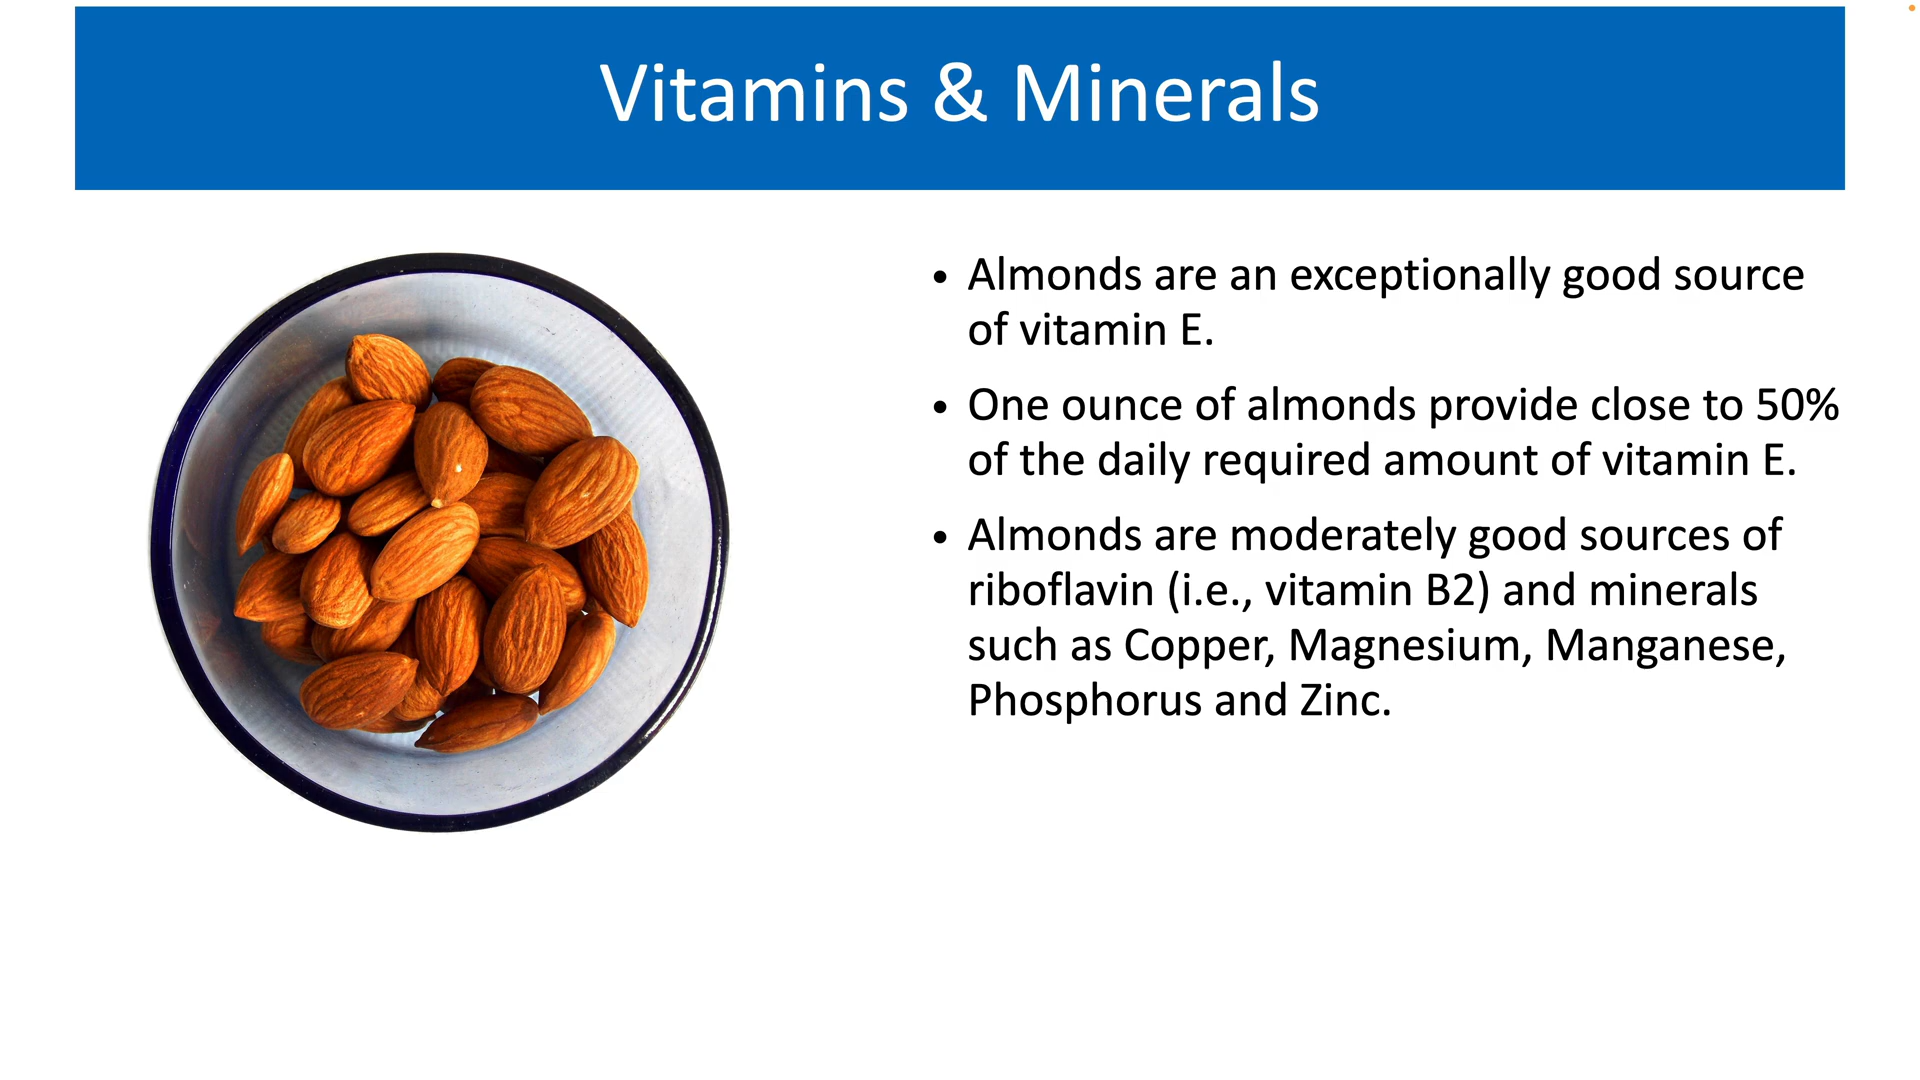 Vitamins & Minerals
• Almonds are an exceptionally good source
of vitamin E.
• One ounce of almonds provide close to 50%
of the daily required amount of vitamin E.
• Almonds are moderately good sources of
riboflavin (i.e., vitamin B2) and minerals
such as Copper, Magnesium, Manganese,
Phosphorus and Zinc.